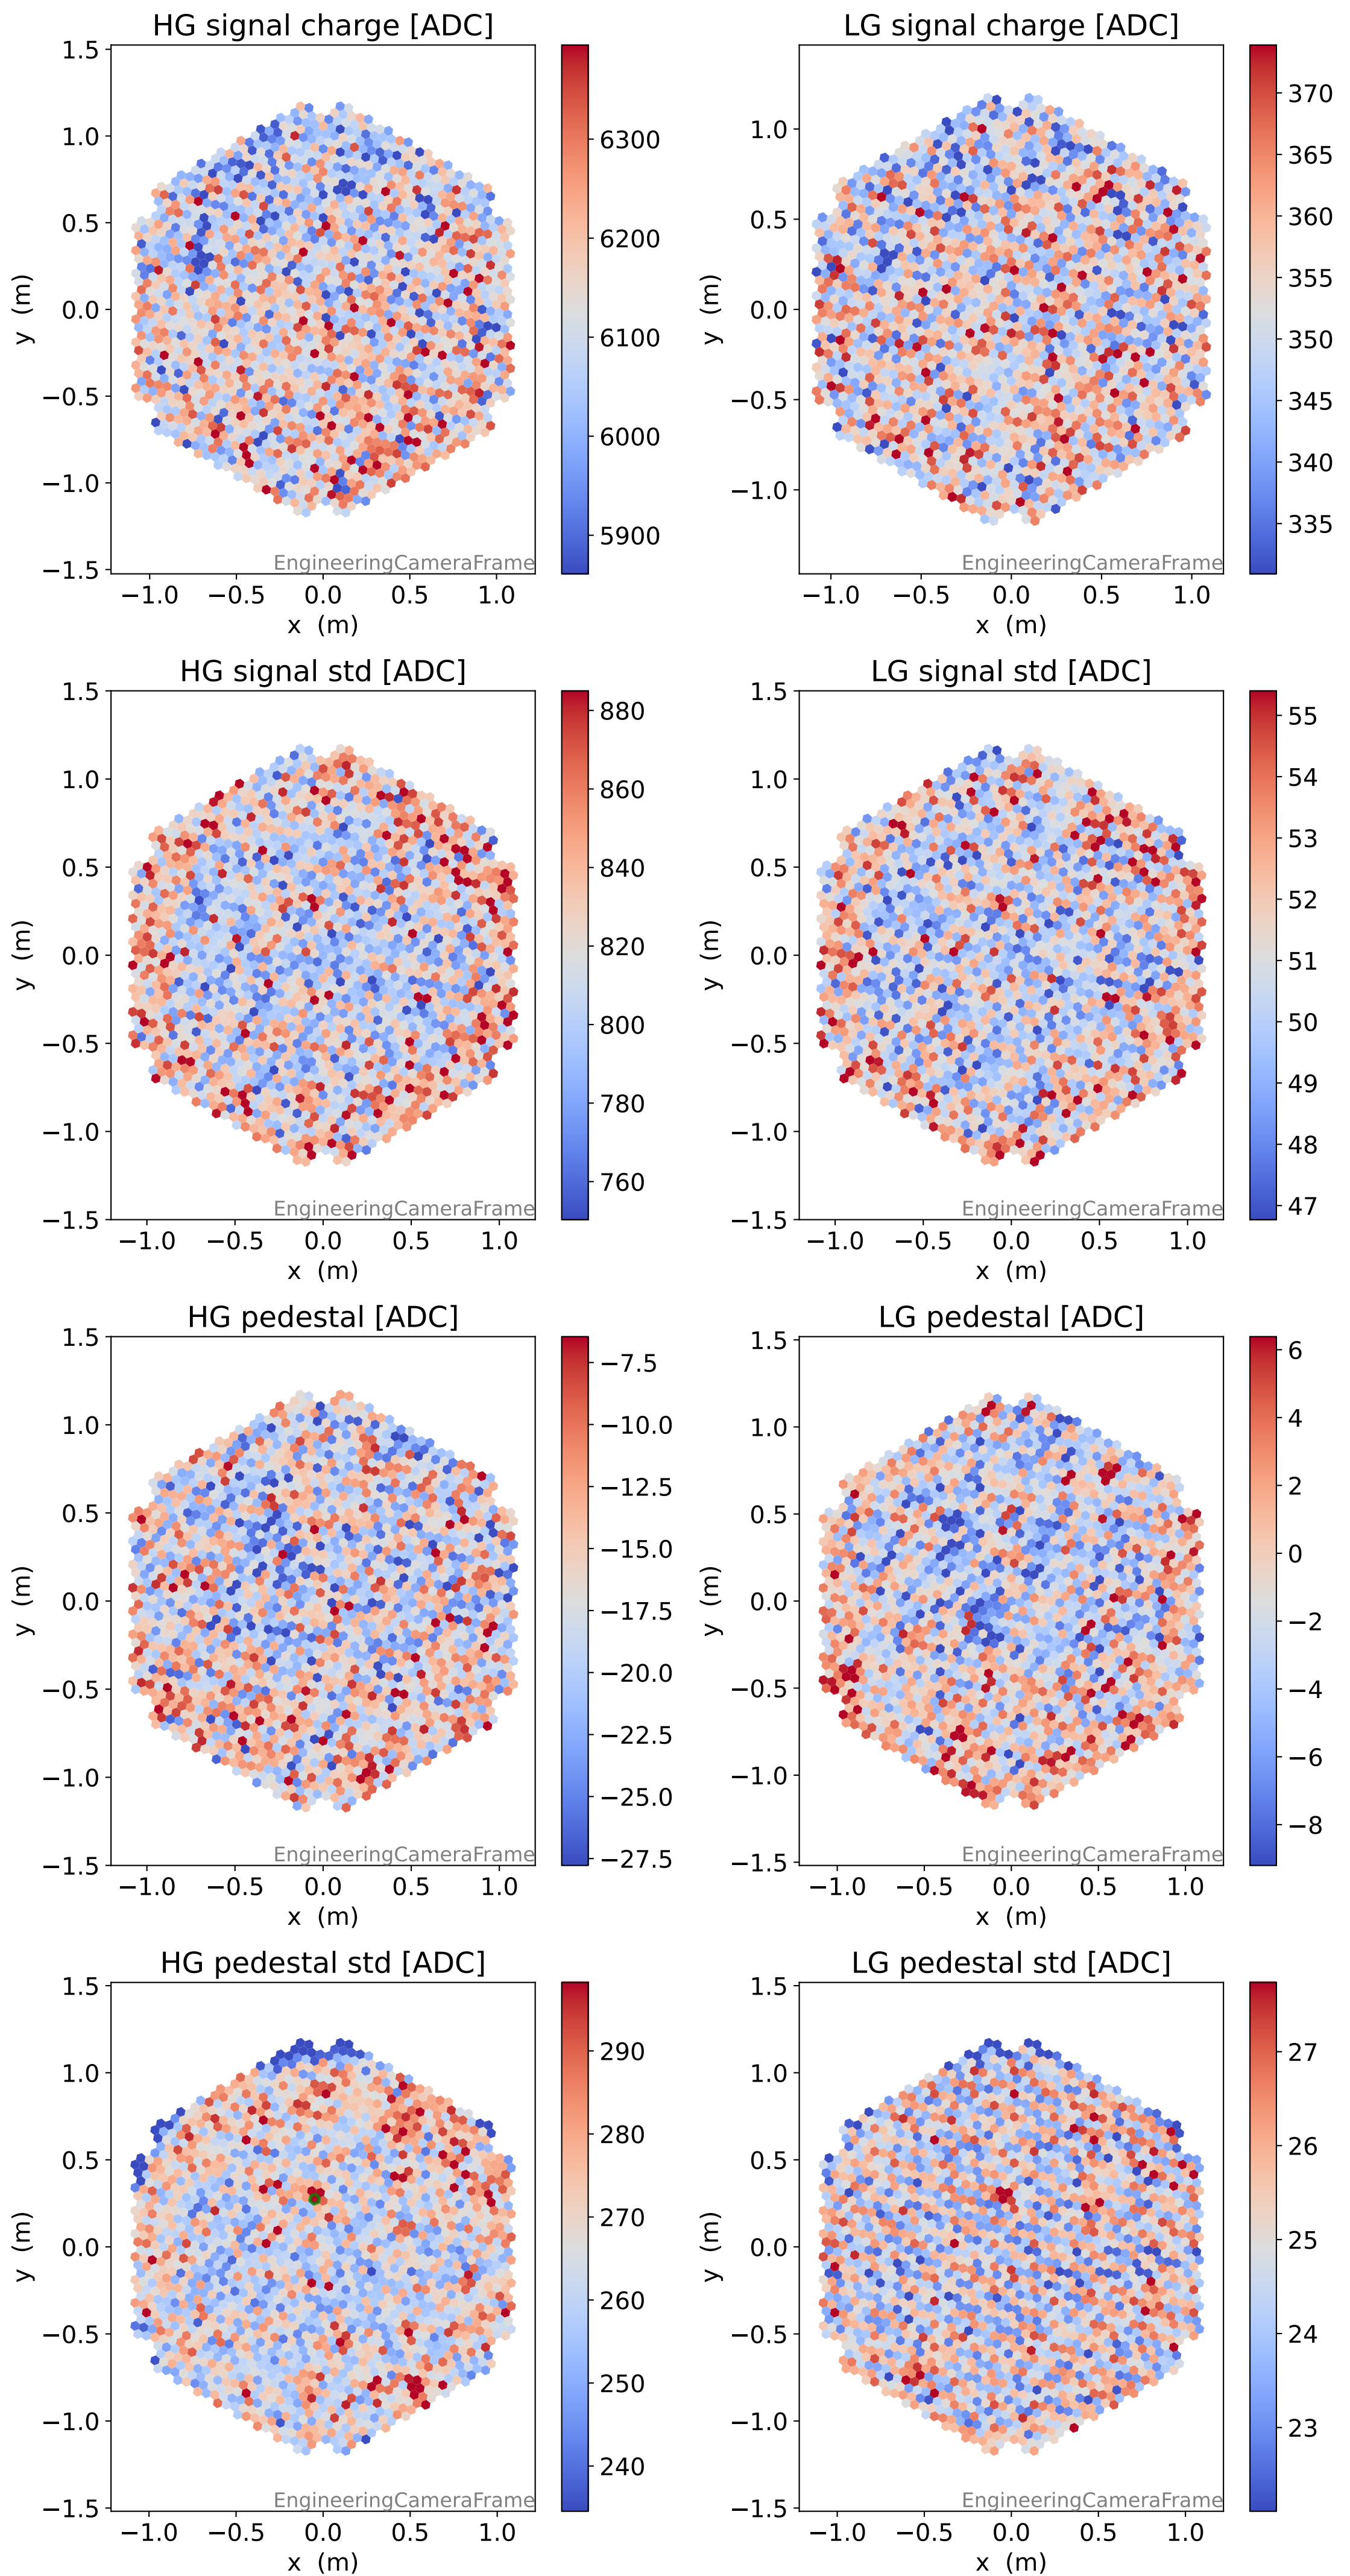 HG signal charge [ADC]
1.5
1.0
0.5
0.0
−0.5
−1.0
−1.5
y (m)
−1.0 −0.5 0.0 0.5 1.0
x (m)
EngineeringCameraFrame
6300
6200
6100
6000
5900
LG signal charge [ADC]
1.0
0.5
0.0
−0.5
−1.0
y (m)
−1.0 −0.5 0.0 0.5 1.0
x (m)
EngineeringCameraFrame
370
365
360
355
350
345
340
335
HG signal std [ADC]
1.5
1.0
0.5
0.0
−0.5
−1.0
−1.5
y (m)
−1.0 −0.5 0.0 0.5 1.0
x (m)
EngineeringCameraFrame
880
860
840
820
800
780
760
LG signal std [ADC]
1.5
1.0
0.5
0.0
−0.5
−1.0
−1.5
y (m)
−1.0 −0.5 0.0 0.5 1.0
x (m)
EngineeringCameraFrame
55
54
53
52
51
50
49
48
47
HG pedestal [ADC]
1.5
1.0
0.5
0.0
−0.5
−1.0
−1.5
y (m)
−1.0 −0.5 0.0 0.5 1.0
x (m)
EngineeringCameraFrame
−7.5
−10.0
−12.5
−15.0
−17.5
−20.0
−22.5
−25.0
−27.5
LG pedestal [ADC]
1.5
1.0
0.5
0.0
−0.5
−1.0
−1.5
y (m)
−1.0 −0.5 0.0 0.5 1.0
x (m)
EngineeringCameraFrame
6
4
2
0
−2
−4
−6
−8
HG pedestal std [ADC]
1.5
1.0
0.5
0.0
−0.5
−1.0
−1.5
y (m)
−1.0 −0.5 0.0 0.5 1.0
x (m)
EngineeringCameraFrame
290
280
270
260
250
240
LG pedestal std [ADC]
1.5
1.0
0.5
0.0
−0.5
−1.0
−1.5
y (m)
−1.0 −0.5 0.0 0.5 1.0
x (m)
EngineeringCameraFrame
27
26
25
24
23